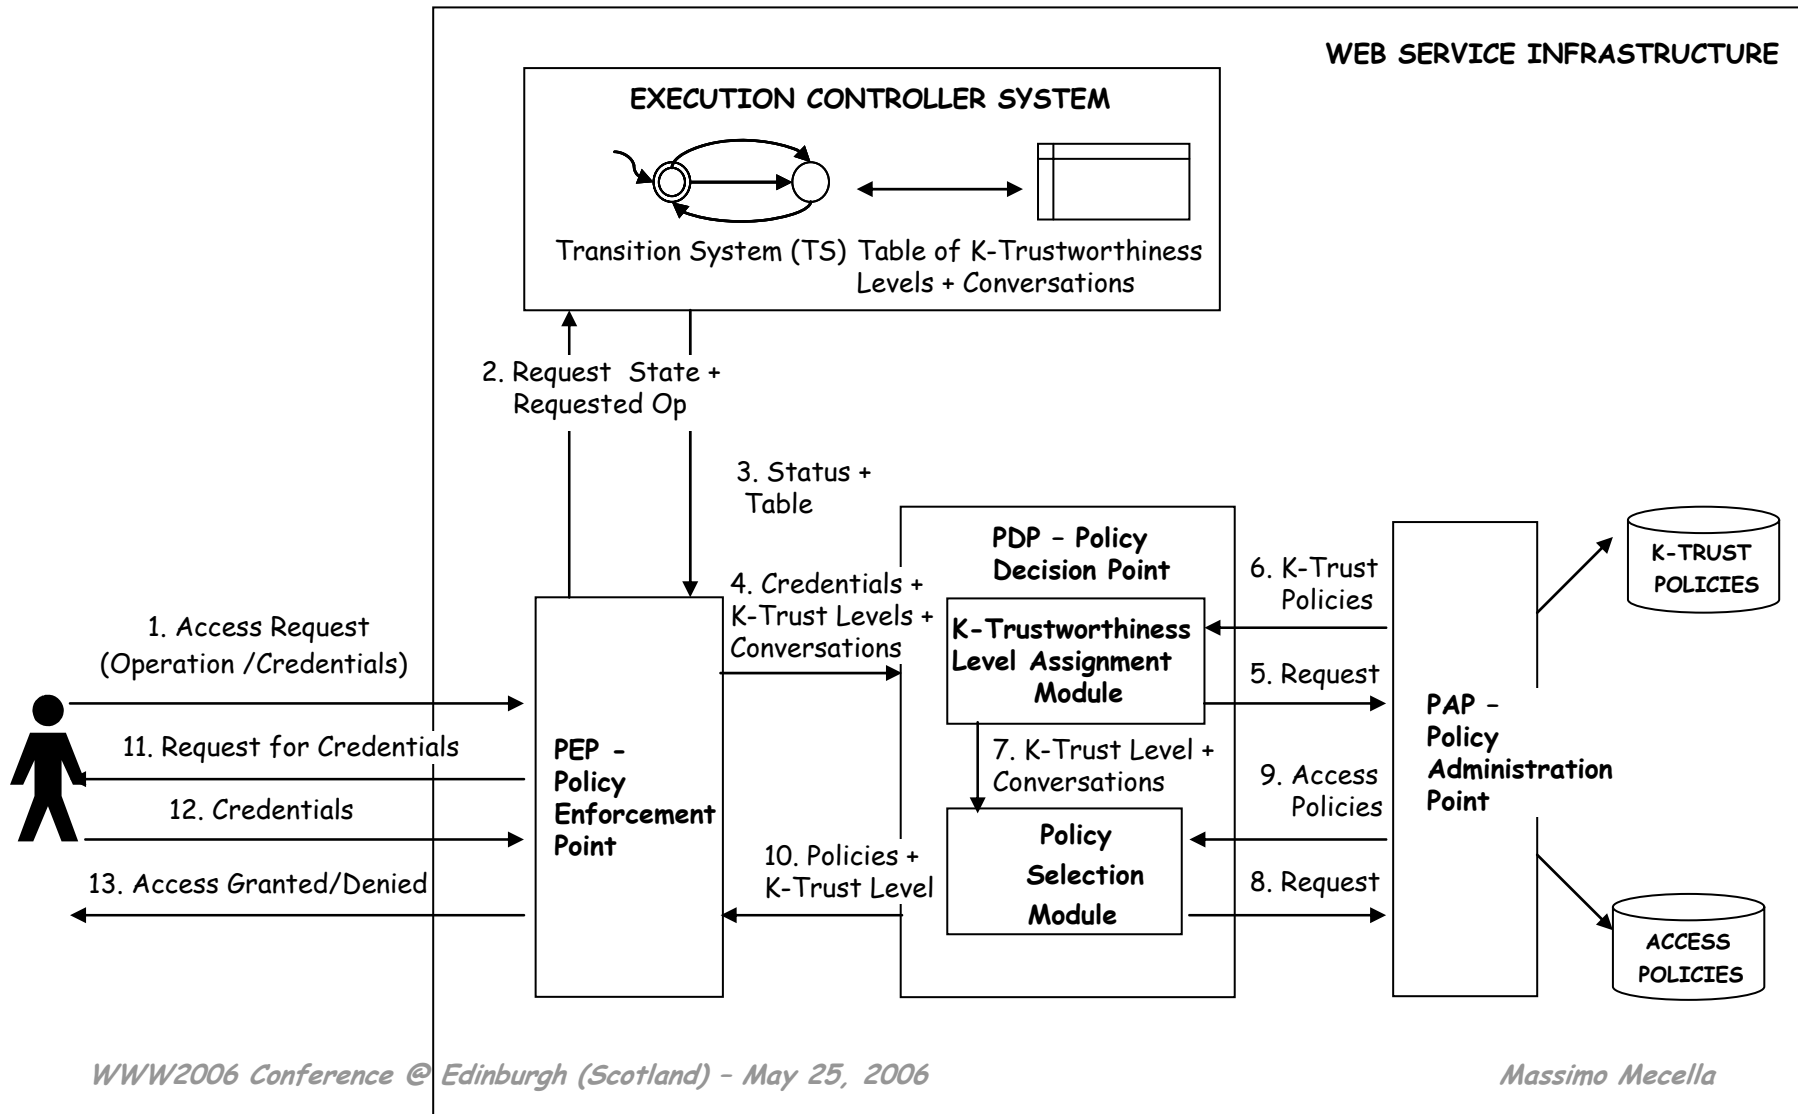 WEB SERVICE INFRASTRUCTURE
EXECUTION CONTROLLER SYSTEM
Transition System (TS)
Table of K-Trustworthiness
Levels + Conversations
2. Request State +
Requested Op
3. Status +
Table
PDP – Policy
Decision Point
K-TRUST
POLICIES
4. Credentials +
K-Trust Levels +
Conversations
6. K-Trust
Policies
1. Access Request
(Operation /Credentials)
K-Trustworthiness
Level Assignment
Module
5. Request
PAP –
Policy
Administration
Point
11. Request for Credentials
PEP -
Policy
Enforcement
Point
7. K-Trust Level +
Conversations
9. Access
Policies
12. Credentials
Policy
Selection
Module
10. Policies +
K-Trust Level
13. Access Granted/Denied
8. Request
ACCESS
POLICIES
WWW2006 Conference @ Edinburgh (Scotland) – May 25, 2006
Massimo Mecella